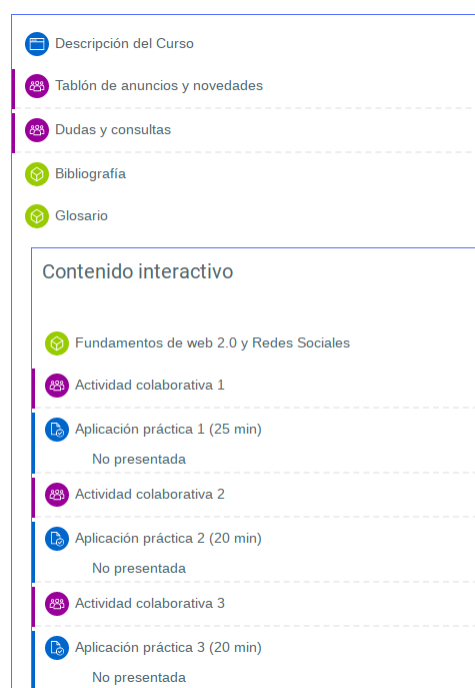 Descripción del Curso
Tablón de anuncios y novedades
Dudas y consultas
Bibliografía
Glosario
Contenido interactivo
Fundamentos de web 2.0 y Redes Sociales
Actividad colaborativa 1
Aplicación práctica 1 (25 min)
No presentada
Actividad colaborativa 2
Aplicación práctica 2 (20 min)
No presentada
Actividad colaborativa 3
Aplicación práctica 3 (20 min)
No presentada